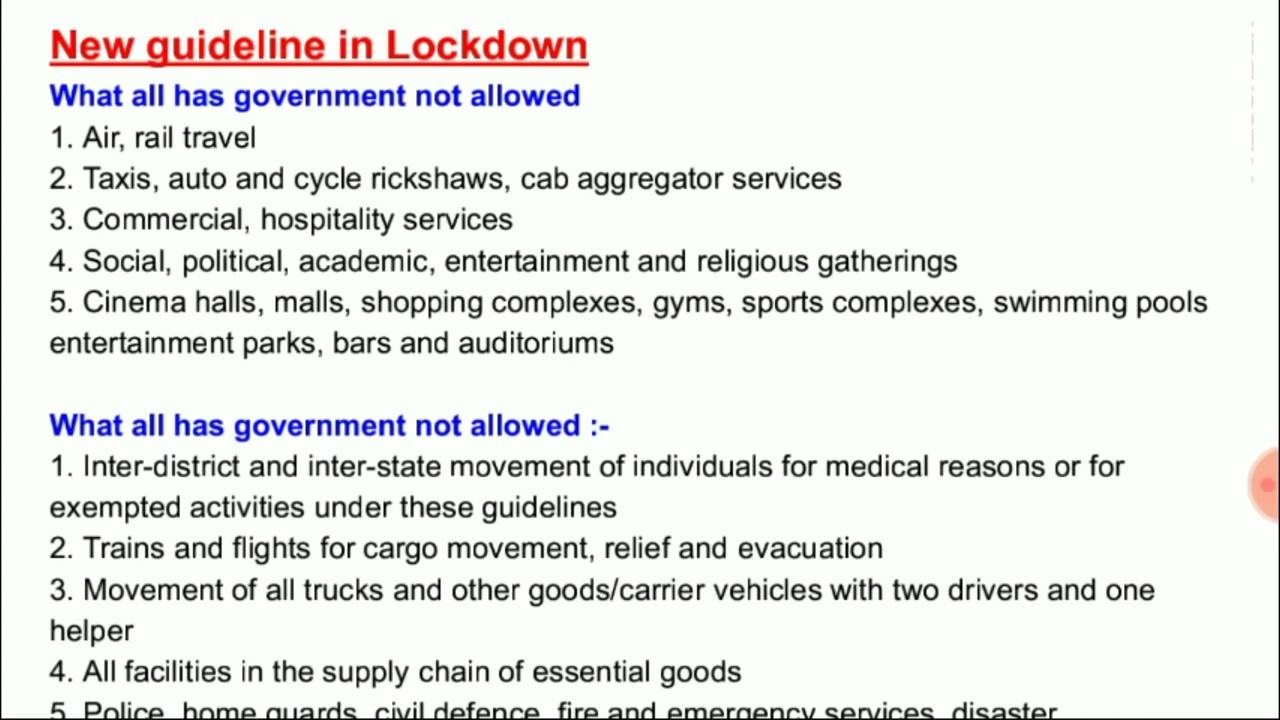 New guideline in Lockdown
What all has government not allowed
1. Air, rail travel
2. Taxis, auto and cycle rickshaws, cab aggregator services
3. Commercial, hospitality services
4. Social, political, academic, entertainment and religious gatherings
5. Cinema halls, malls, shopping complexes, gyms, sports complexes, swimming pools
entertainment parks, bars and auditoriums
What all has government not allowed :-
1. Inter-district and inter-state movement of individuals for medical reasons or for
exempted activities under these guidelines
2. Trains and flights for cargo movement, relief and evacuation
3. Movement of all trucks and other goods/carrier vehicles with two drivers and one
helper
4. All facilities in the supply chain of essential goods
5. Police, home guards, civil defence, fire and emergency services, disaster